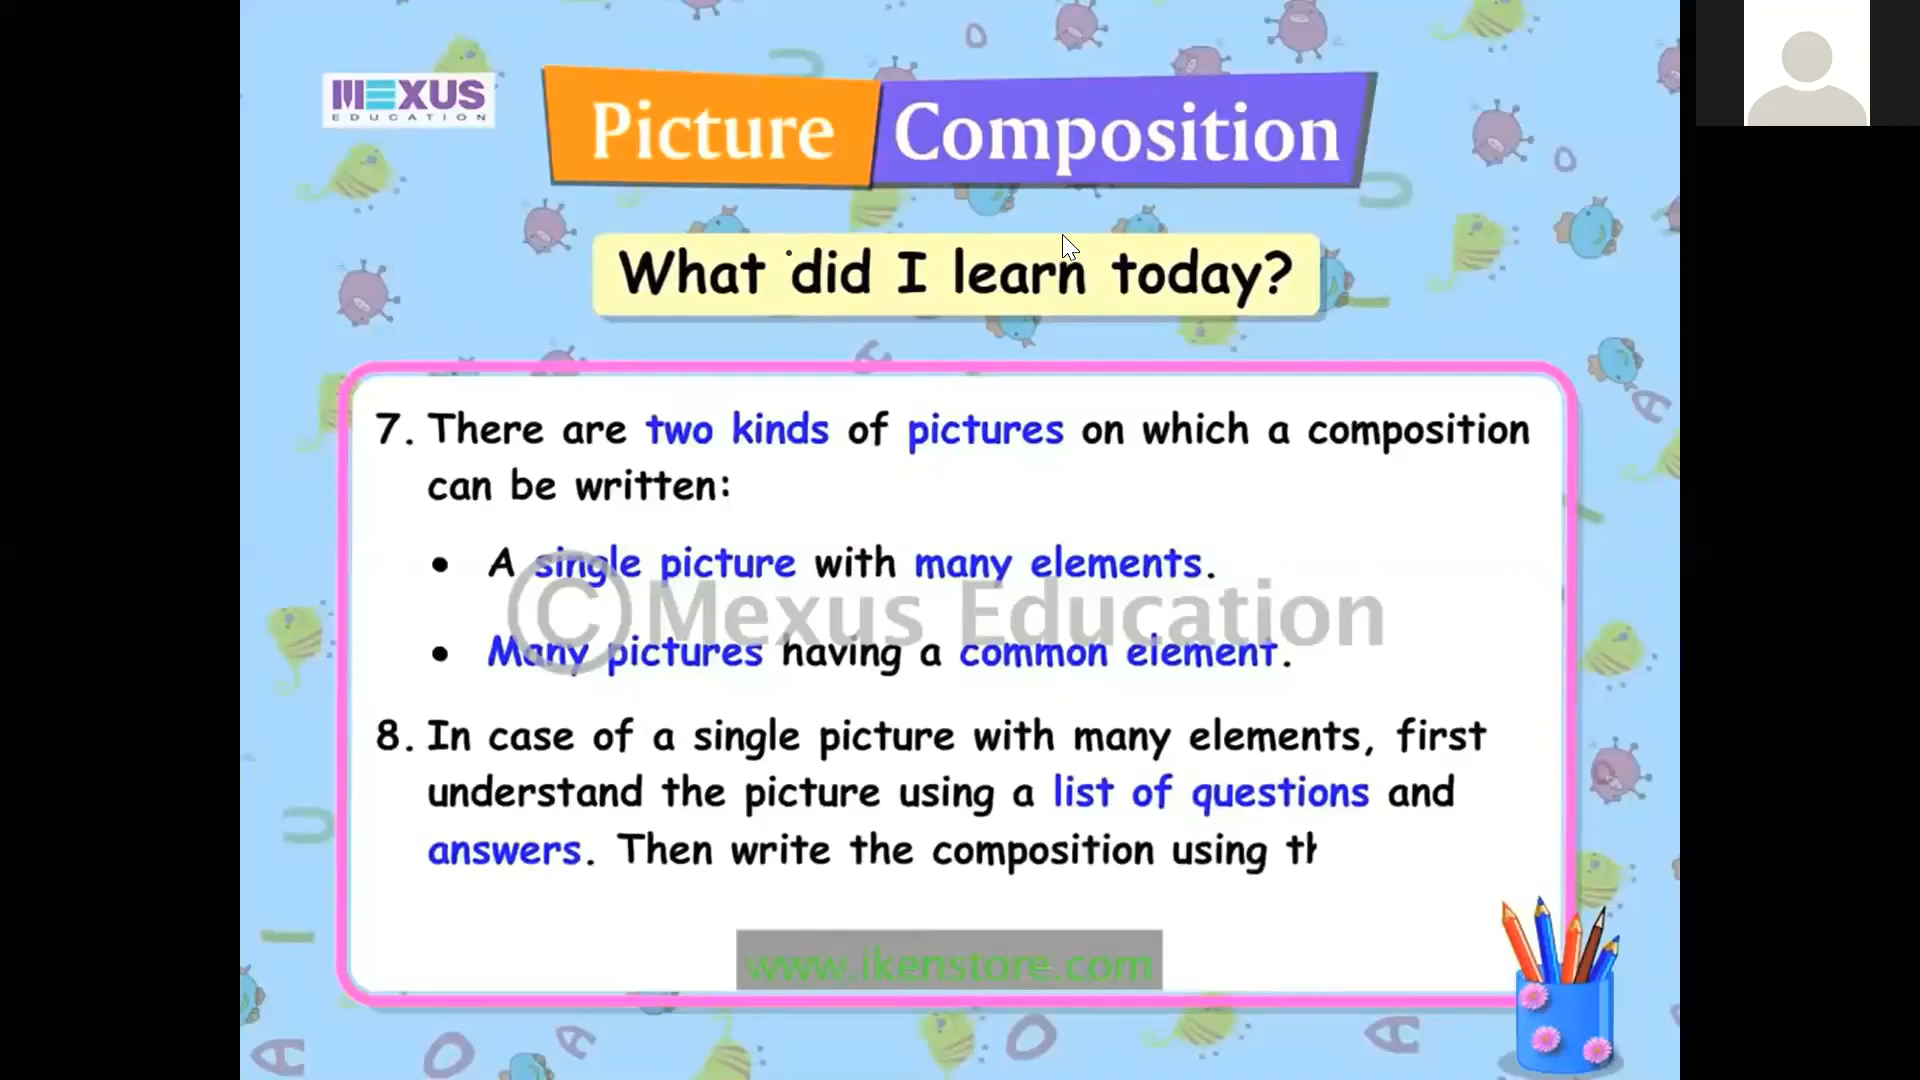 MEXUS
EDUCATION
Picture Composition
What did I learn today?
7. There are two kinds of pictures on which a composition
can be written:
• A single picture with many elements.
• Many pictures having a common element.
© Mexus Education
8. In case of a single picture with many elements, first
understand the picture using a list of questions and
answers. Then write the composition using th
www.ikenstore.com